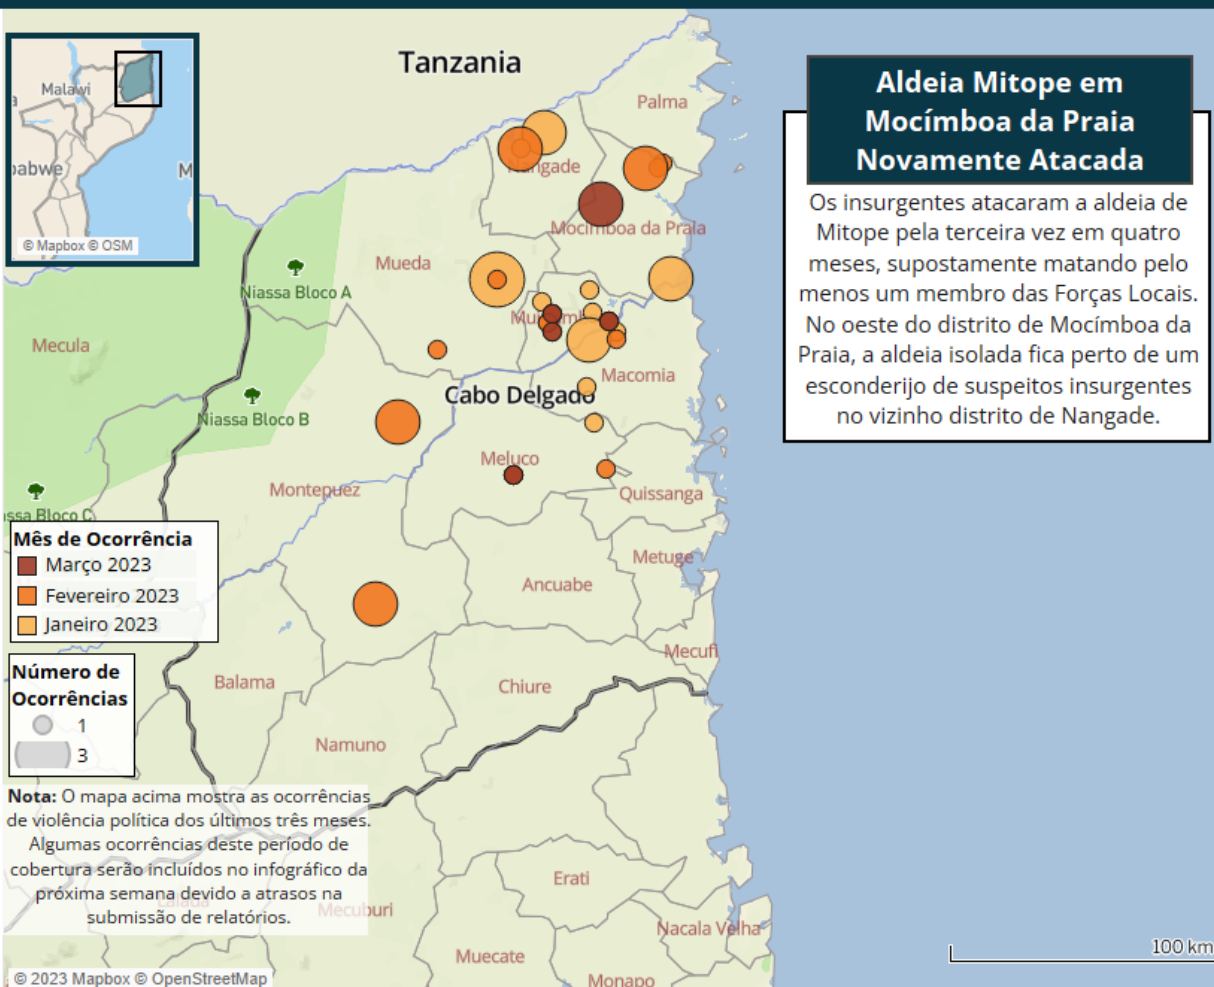 Tanzania
Palma
Malawi
M
© Mapbox © OSM
Aldeia Mitope em
Mocímboa da Praia
Novamente Atacada
Os insurgentes atacaram a aldeia de
Mitope pela terceira vez em quatro
meses, supostamente matando pelo
menos um membro das Forças Locais.
No oeste do distrito de Mocímboa da
Praia, a aldeia isolada fica perto de um
esconderijo de suspeitos insurgentes
no vizinho distrito de Nangade.
Nangade
Mocímboa da Praia
Mueda
Niassa Bloco A
Mecula
Macomia
Cabo Delgado
Niassa Bloco B
Meluco
Montepuez
Quissanga
ssa Bloco C
Metuge
Ancuabe
Mecufi
Balama
Chiure
Namuno
Mês de Ocorrência
Março 2023
Fevereiro 2023
Janeiro 2023
Número de
Ocorrências
1
3
Nota: O mapa acima mostra as ocorrências
de violência política dos últimos três meses.
Algumas ocorrências deste período de
cobertura serão incluídos no infográfico da
próxima semana devido a atrasos na
submissão de relatórios.
Erati
Mecuburi
Nacala Velha
Muecate
Monapo
100 km
© 2023 Mapbox © OpenStreetMap